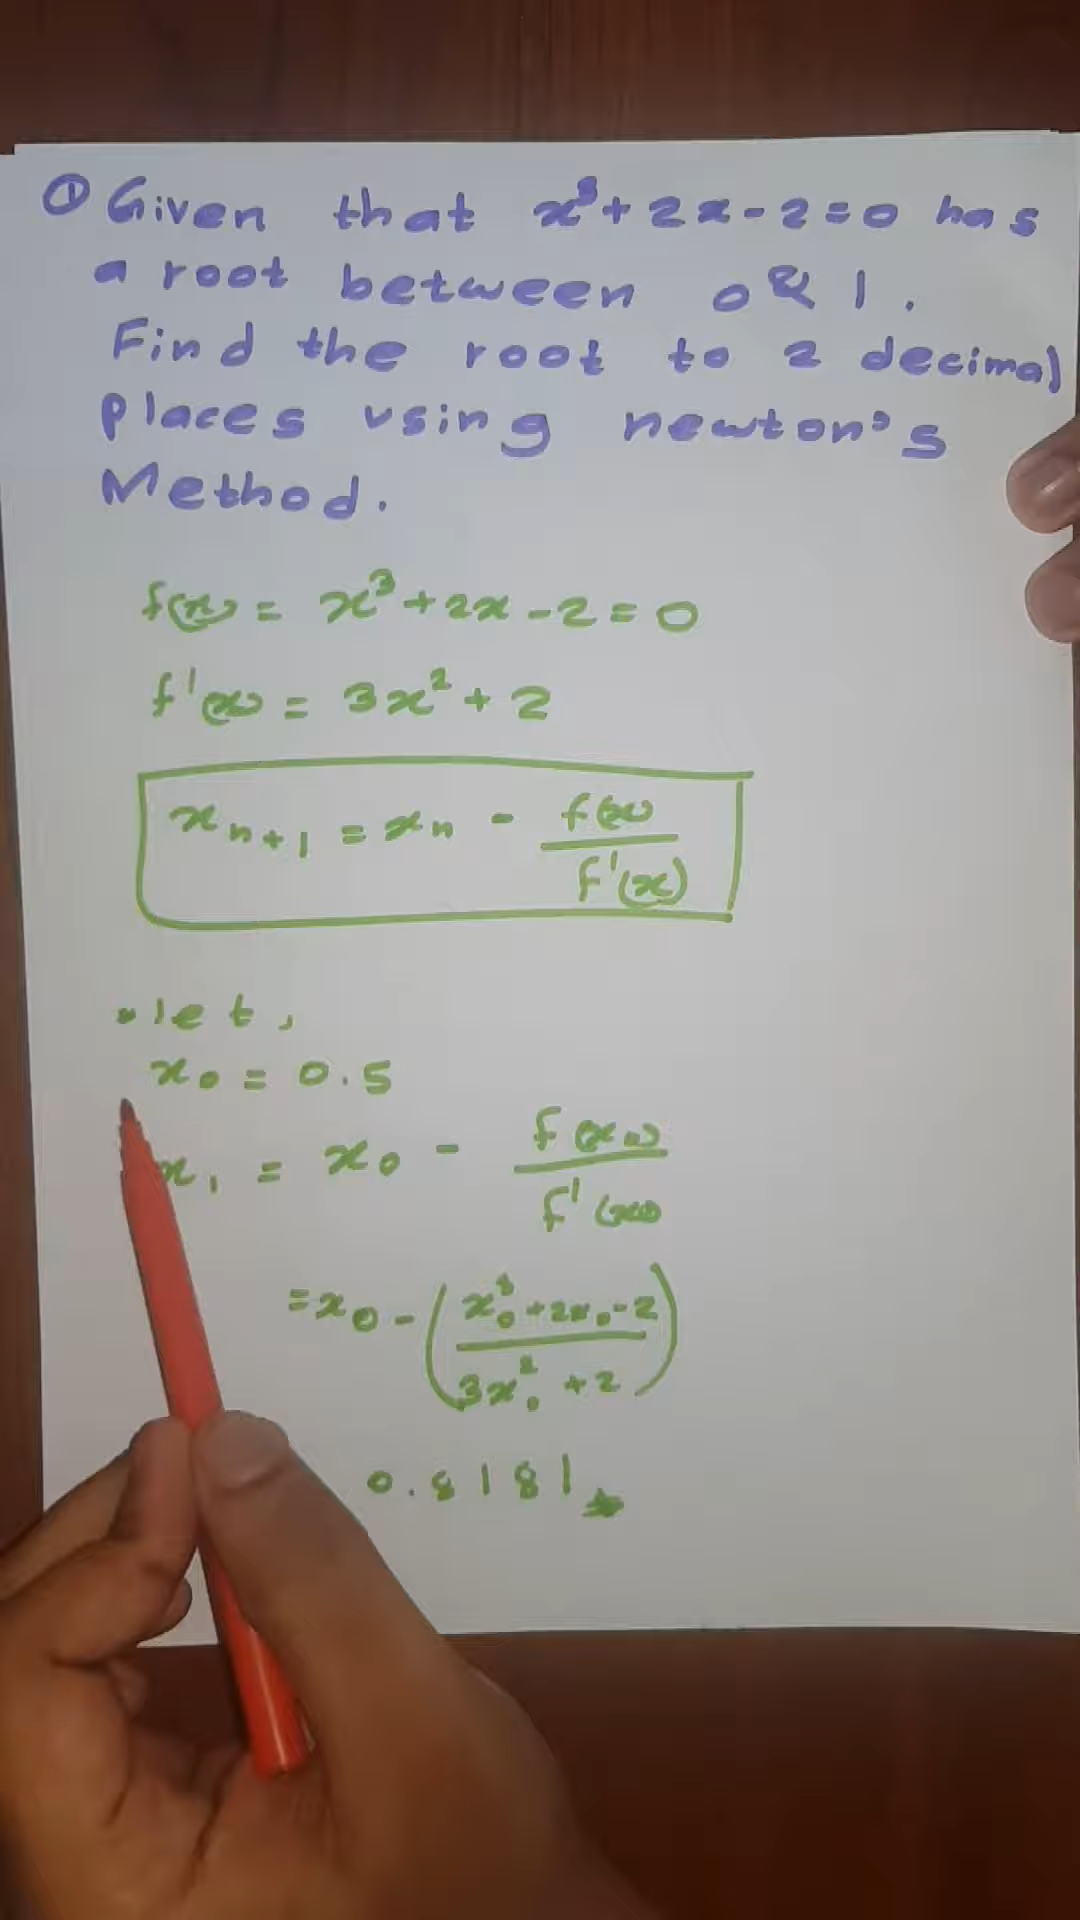 ① Given that x³+2x-2=0 has
a root between 0 & 1.
Find the root to 2 decimal
places using newton's
Method.
f(x) = x³+2x-2=0
f'(x) = 3x²+2
xₙ₊₁ = xₙ - f(x)/f'(x)
•let,
x₀ = 0.5
x₁ = x₀ - f(x₀)/f'(x₀)
=x₀-(x₀³+2x₀-2/3x₀²+2)
0.8181